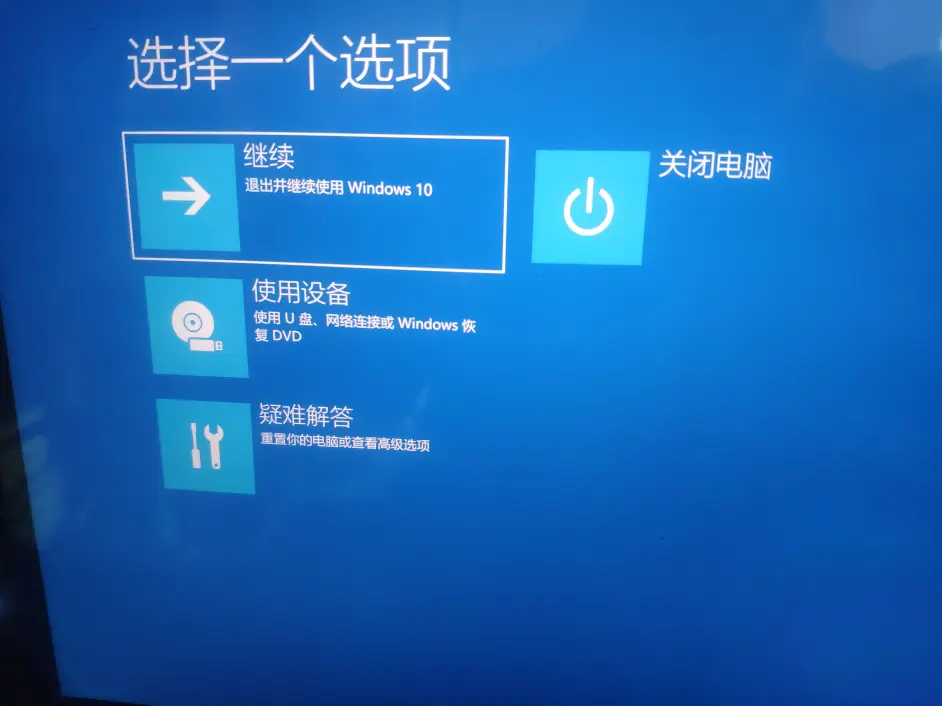 选择一个选项
继续
退出并继续使用 Windows 10
关闭电脑
使用设备
使用 U 盘、网络连接或 Windows 恢
复 DVD
疑难解答
重置你的电脑或查看高级选项